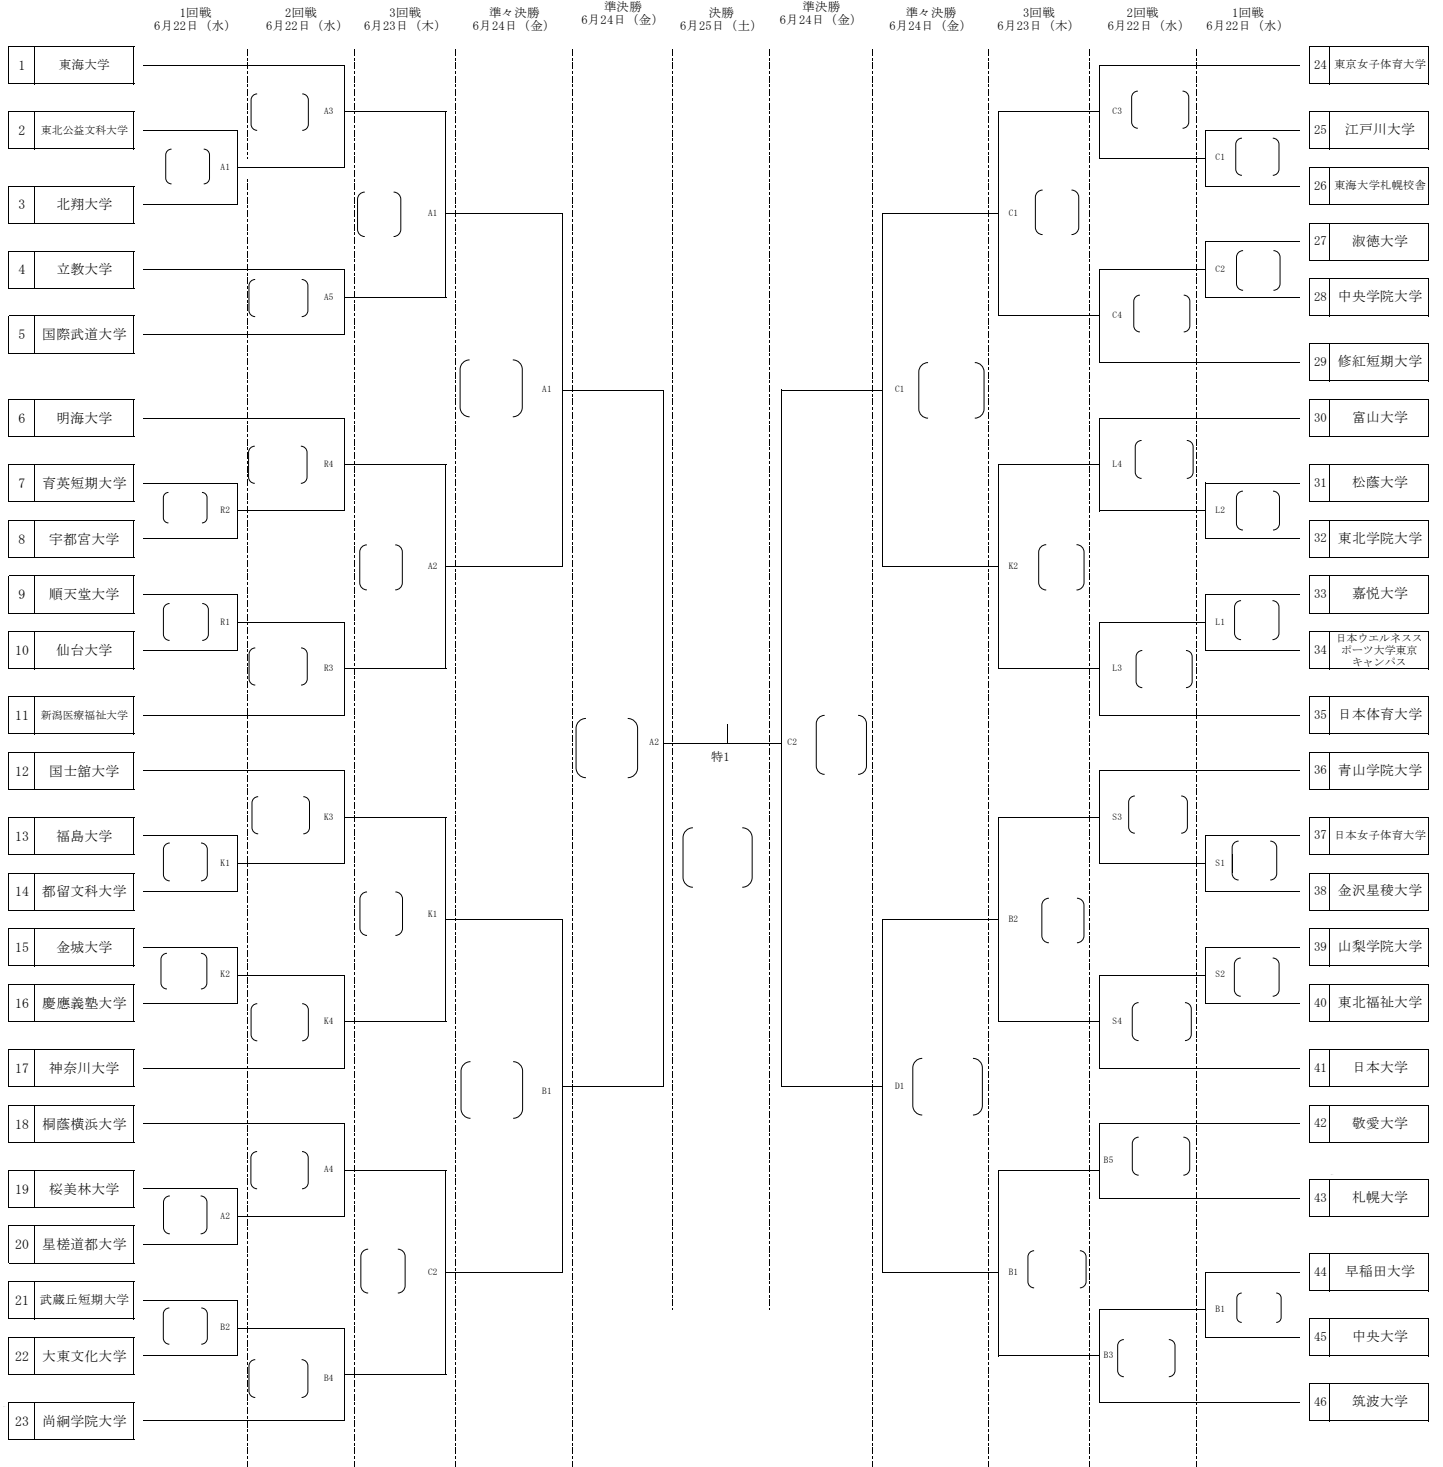 1回戦
6月22日（水）
2回戦
6月22日（水）
3回戦
6月23日（木）
準々決勝
6月24日（金）
準決勝
6月24日（金）
決勝
6月25日（土）
準決勝
6月24日（金）
準々決勝
6月24日（金）
3回戦
6月23日（木）
2回戦
6月22日（水）
1回戦
6月22日（水）
1 東海大学
2 東北公益文科大学
3 北翔大学
4 立教大学
5 国際武道大学
6 明海大学
7 育英短期大学
8 宇都宮大学
9 順天堂大学
10 仙台大学
11 新潟医療福祉大学
12 国士舘大学
13 福島大学
14 都留文科大学
15 金城大学
16 慶應義塾大学
17 神奈川大学
18 桐蔭横浜大学
19 桜美林大学
20 星槎道都大学
21 武蔵丘短期大学
22 大東文化大学
23 尚絅学院大学
A1
R2
R1
K1
K2
A2
B2
A3
A5
R4
R3
K3
K4
A4
B4
A1
A2
K1
C2
A1
B1
A2
特1
C2
C1
D1
C1
K2
B2
B1
C3
C4
L4
L3
S3
S4
B5
B3
C1
C2
L2
L1
S1
S2
B1
24 東京女子体育大学
25 江戸川大学
26 東海大学札幌校舎
27 淑徳大学
28 中央学院大学
29 修紅短期大学
30 富山大学
31 松蔭大学
32 東北学院大学
33 嘉悦大学
34 日本ウエルネスス
ポーツ大学東京
キャンパス
35 日本体育大学
36 青山学院大学
37 日本女子体育大学
38 金沢星稜大学
39 山梨学院大学
40 東北福祉大学
41 日本大学
42 敬愛大学
43 札幌大学
44 早稲田大学
45 中央大学
46 筑波大学